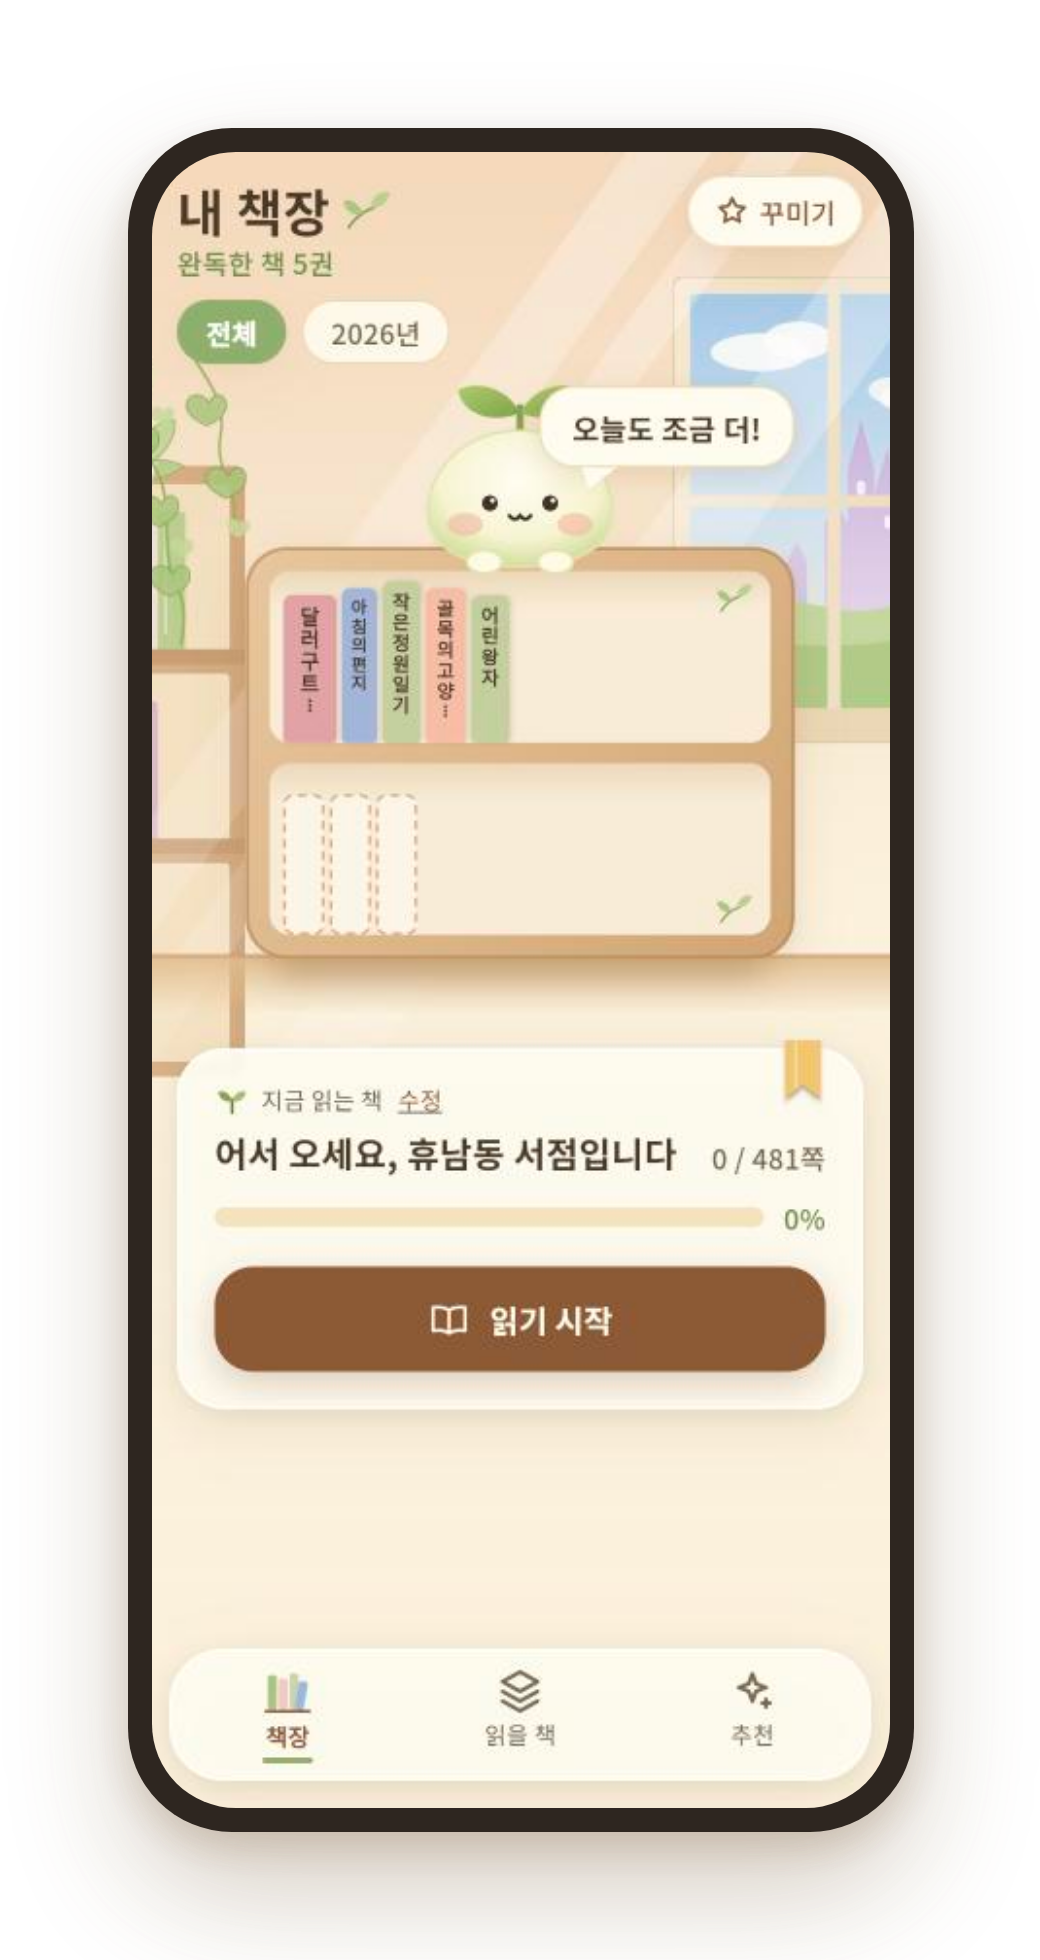 내 책장
꾸미기
완독한 책 5권
전체
2026년
오늘도 조금 더!
달러구트…
아침의편지
작은정원일기
골목의고양…
어린왕자
지금 읽는 책 수정
어서 오세요, 휴남동 서점입니다 0 / 481쪽
0%
읽기 시작
책장
읽을 책
추천